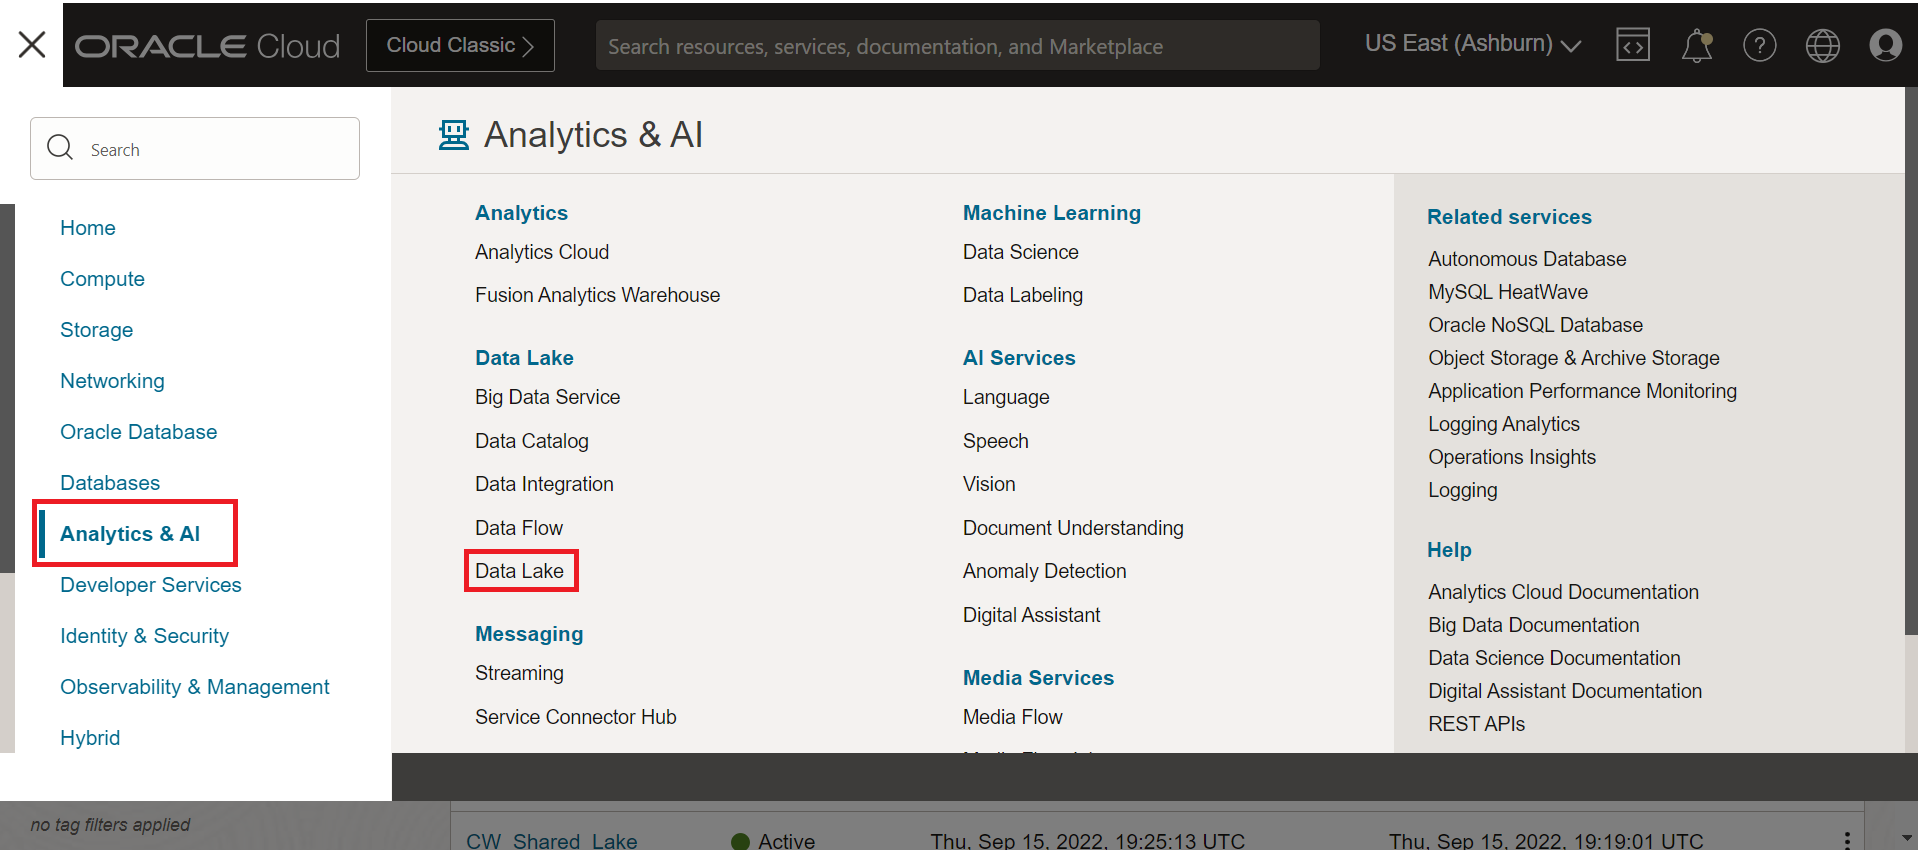 ORACLE Cloud
Cloud Classic
Search resources, services, documentation, and Marketplace
US East (Ashburn)
Search
Home
Compute
Storage
Networking
Oracle Database
Databases
Analytics & AI
Developer Services
Identity & Security
Observability & Management
Hybrid
Analytics & AI
Analytics
Analytics Cloud
Fusion Analytics Warehouse
Data Lake
Big Data Service
Data Catalog
Data Integration
Data Flow
Data Lake
Messaging
Streaming
Service Connector Hub
Machine Learning
Data Science
Data Labeling
AI Services
Language
Speech
Vision
Document Understanding
Anomaly Detection
Digital Assistant
Media Services
Media Flow
Related services
Autonomous Database
MySQL HeatWave
Oracle NoSQL Database
Object Storage & Archive Storage
Application Performance Monitoring
Logging Analytics
Operations Insights
Logging
Help
Analytics Cloud Documentation
Big Data Documentation
Data Science Documentation
Digital Assistant Documentation
REST APIs
no tag filters applied
CW_Shared_Lake Active Thu, Sep 15, 2022, 19:25:13 UTC Thu, Sep 15, 2022, 19:19:01 UTC